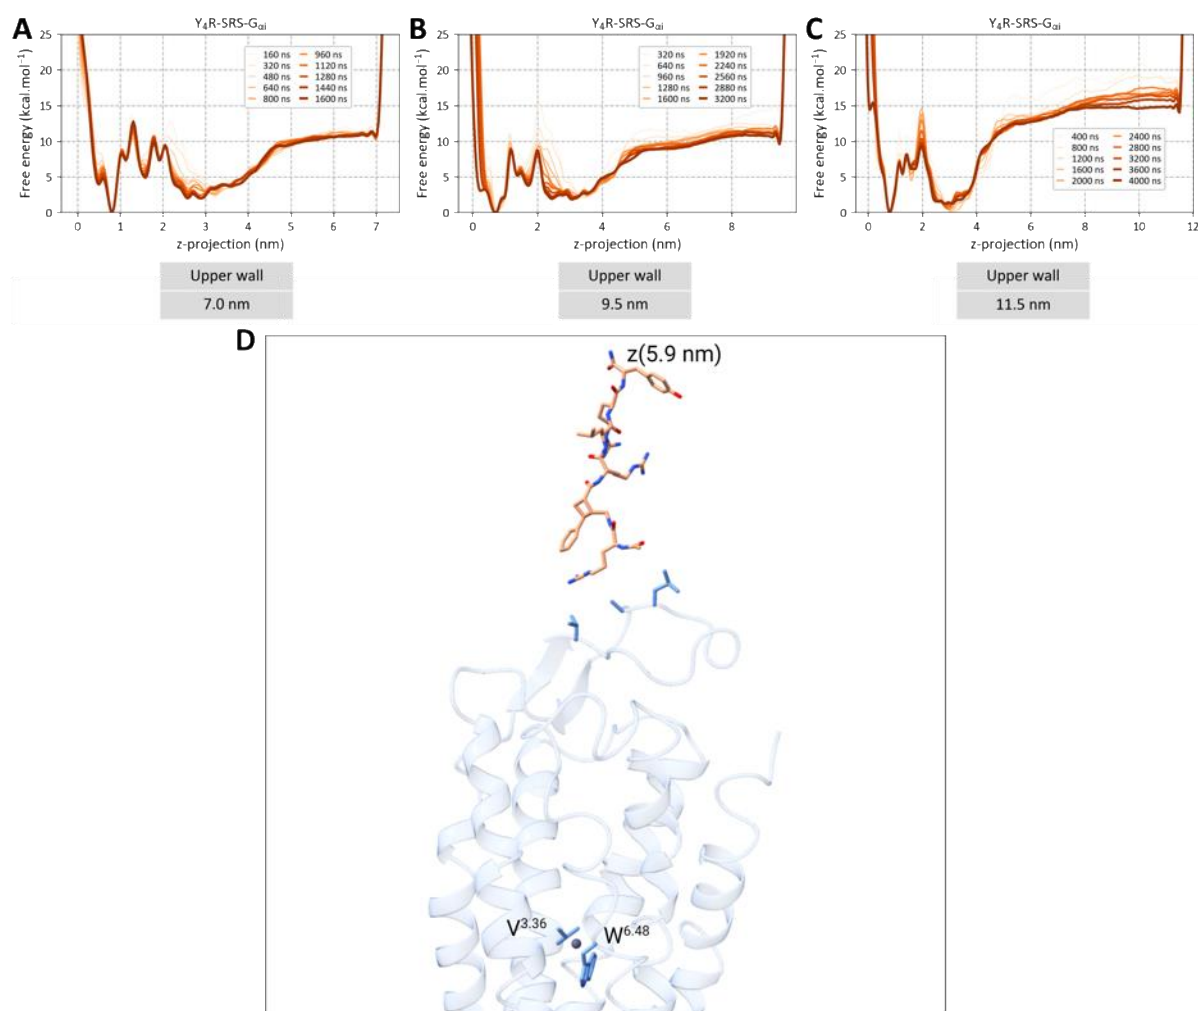 A
Y₄R-SRS-Gαi
Free energy (kcal.mol⁻¹)
25
20
15
10
5
0
160 ns 960 ns
320 ns 1120 ns
480 ns 1280 ns
640 ns 1440 ns
800 ns 1600 ns
0 1 2 3 4 5 6 7
z-projection (nm)
Upper wall
7.0 nm
B
Y₄R-SRS-Gαi
Free energy (kcal.mol⁻¹)
25
20
15
10
5
0
320 ns 1920 ns
640 ns 2240 ns
960 ns 2560 ns
1280 ns 2880 ns
1600 ns 3200 ns
0 2 4 6 8
z-projection (nm)
Upper wall
9.5 nm
C
Y₄R-SRS-Gαi
Free energy (kcal.mol⁻¹)
25
20
15
10
5
0
400 ns 2400 ns
800 ns 2800 ns
1200 ns 3200 ns
1600 ns 3600 ns
2000 ns 4000 ns
0 2 4 6 8 10 12
z-projection (nm)
Upper wall
11.5 nm
D
z(5.9 nm)
V³·³⁶
W⁶·⁴⁸